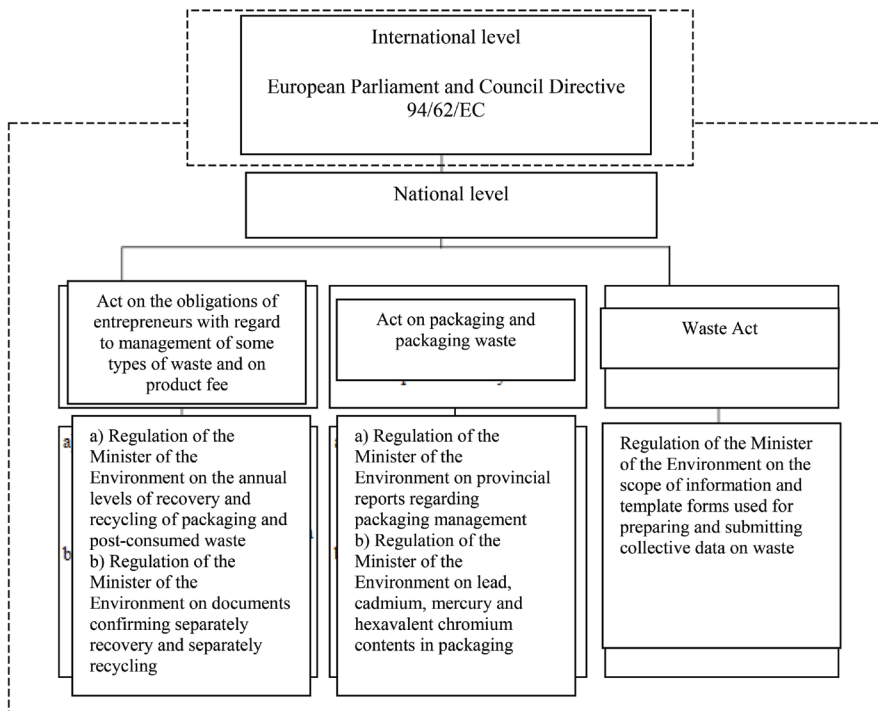 International level
European Parliament and Council Directive
94/62/EC
National level
Act on the obligations of
entrepreneurs with regard
to management of some
types of waste and on
product fee
Act on packaging and
packaging waste
Waste Act
a) Regulation of the
Minister of the
Environment on the annual
levels of recovery and
recycling of packaging and
post-consumed waste
b) Regulation of the
Minister of the
Environment on documents
confirming separately
recovery and separately
recycling
a) Regulation of the
Minister of the
Environment on provincial
reports regarding
packaging management
b) Regulation of the
Minister of the
Environment on lead,
cadmium, mercury and
hexavalent chromium
contents in packaging
Regulation of the Minister
of the Environment on the
scope of information and
template forms used for
preparing and submitting
collective data on waste